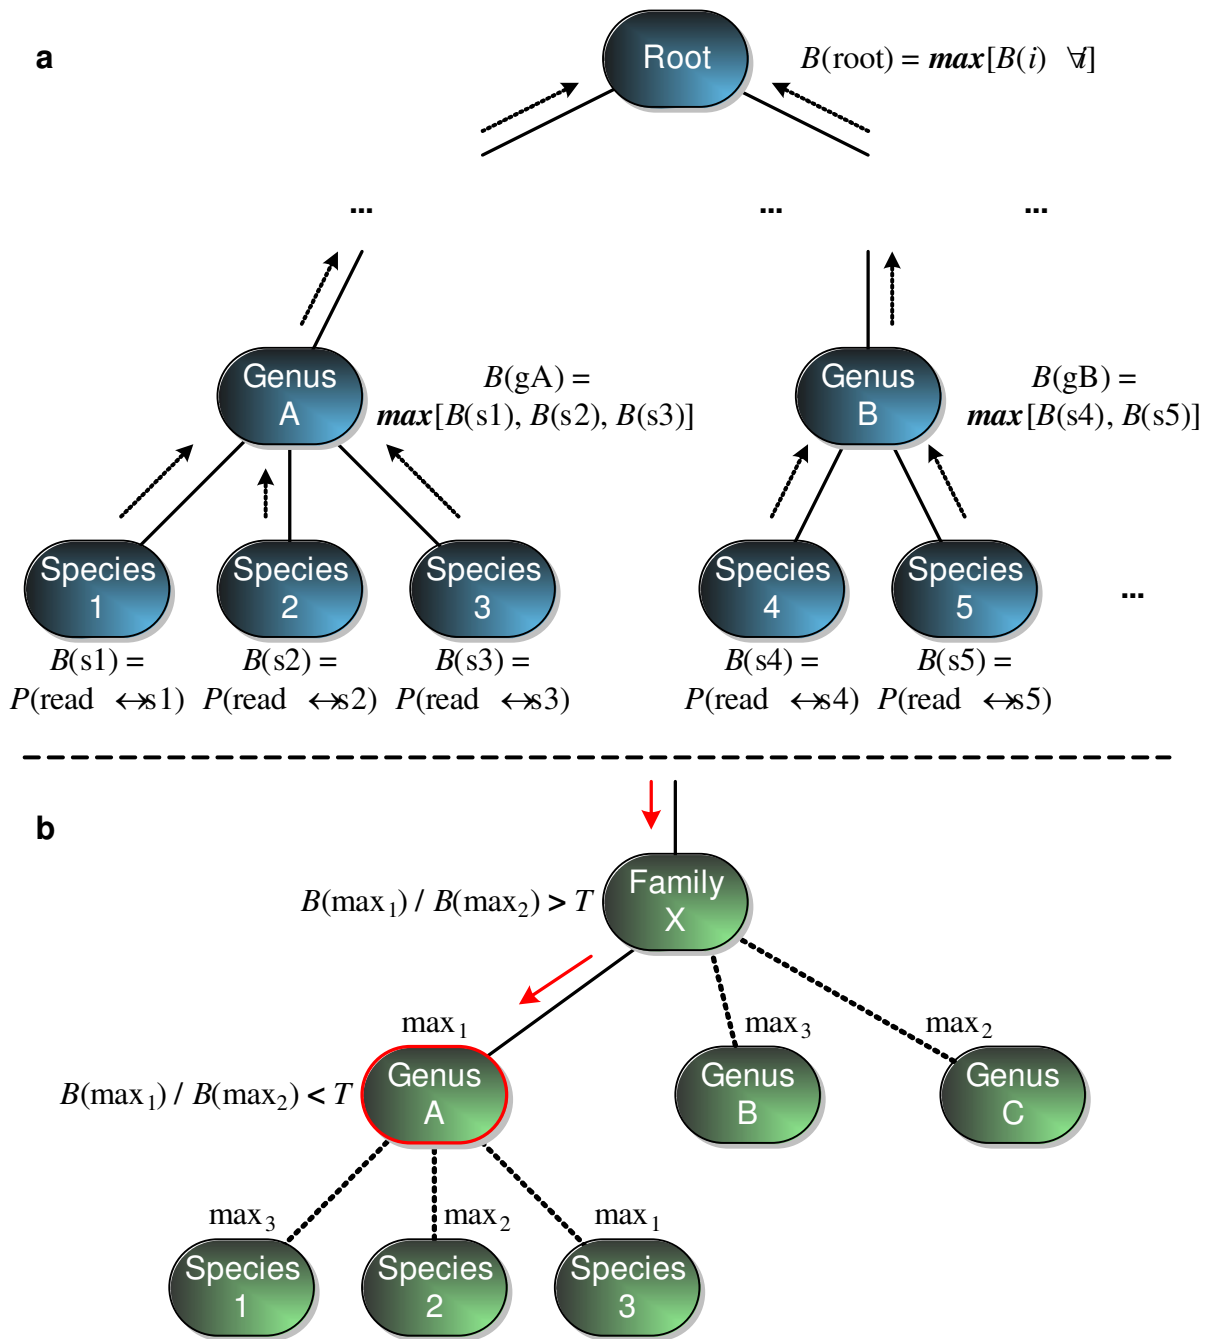 a
Root
B(root) = max[B(i) ∀i]
... ... ...
Genus
A
B(gA) =
max[B(s1), B(s2), B(s3)]
Genus
B
B(gB) =
max[B(s4), B(s5)]
Species
1
Species
2
Species
3
Species
4
Species
5
...
B(s1) =
P(read ↔s1)
B(s2) =
P(read ↔s2)
B(s3) =
P(read ↔s3)
B(s4) =
P(read ↔s4)
B(s5) =
P(read ↔s5)
b
Family
X
B(max₁) / B(max₂) > T
max₁
max₃
max₂
Genus
A
B(max₁) / B(max₂) < T
Genus
B
Genus
C
max₃
max₂
max₁
Species
1
Species
2
Species
3